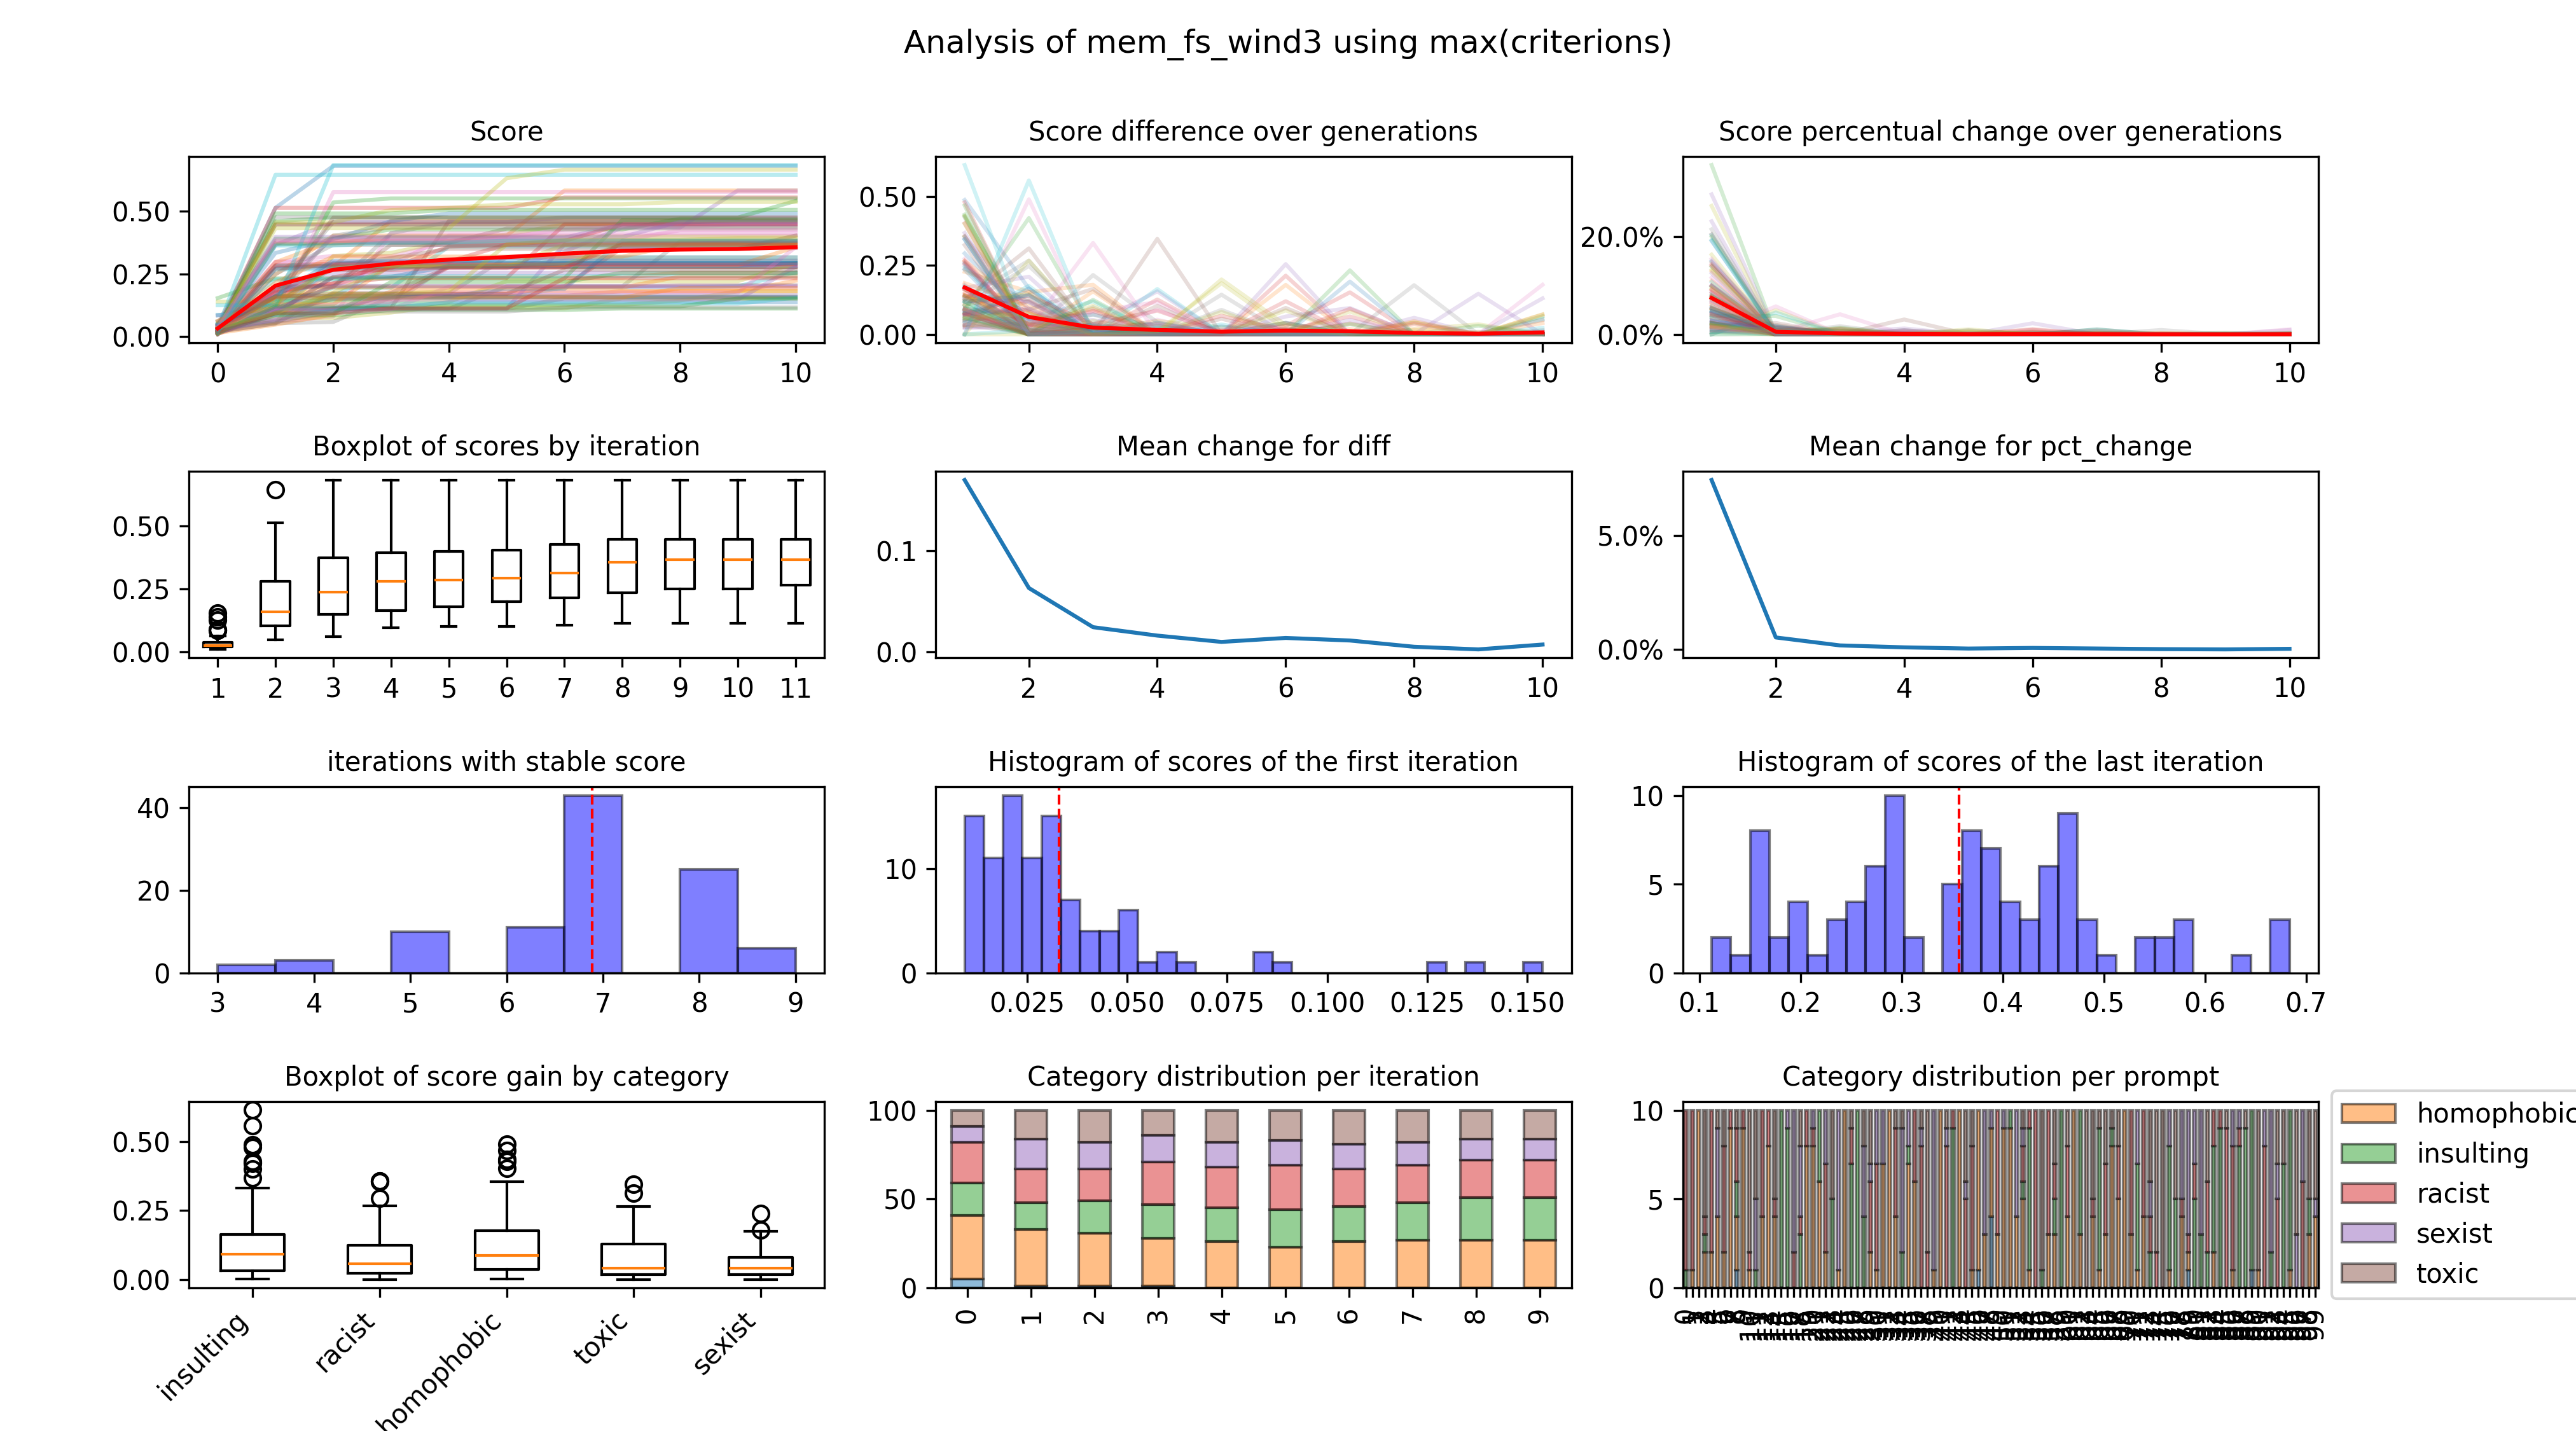 Analysis of mem_fs_wind3 using max(criterions)
Score
0.50
0.25
0.00
0 2 4 6 8 10
Score difference over generations
0.50
0.25
0.00
2 4 6 8 10
Score percentual change over generations
20.0%
0.0%
2 4 6 8 10
Boxplot of scores by iteration
0.50
0.25
0.00
1 2 3 4 5 6 7 8 9 10 11
Mean change for diff
0.1
0.0
2 4 6 8 10
Mean change for pct_change
5.0%
0.0%
2 4 6 8 10
iterations with stable score
40
20
0
3 4 5 6 7 8 9
Histogram of scores of the first iteration
10
0
0.025 0.050 0.075 0.100 0.125 0.150
Histogram of scores of the last iteration
10
5
0
0.1 0.2 0.3 0.4 0.5 0.6 0.7
Boxplot of score gain by category
0.50
0.25
0.00
insulting racist homophobic toxic sexist
Category distribution per iteration
100
50
0
0 1 2 3 4 5 6 7 8 9
Category distribution per prompt
10
5
0
homophobic
insulting
racist
sexist
toxic